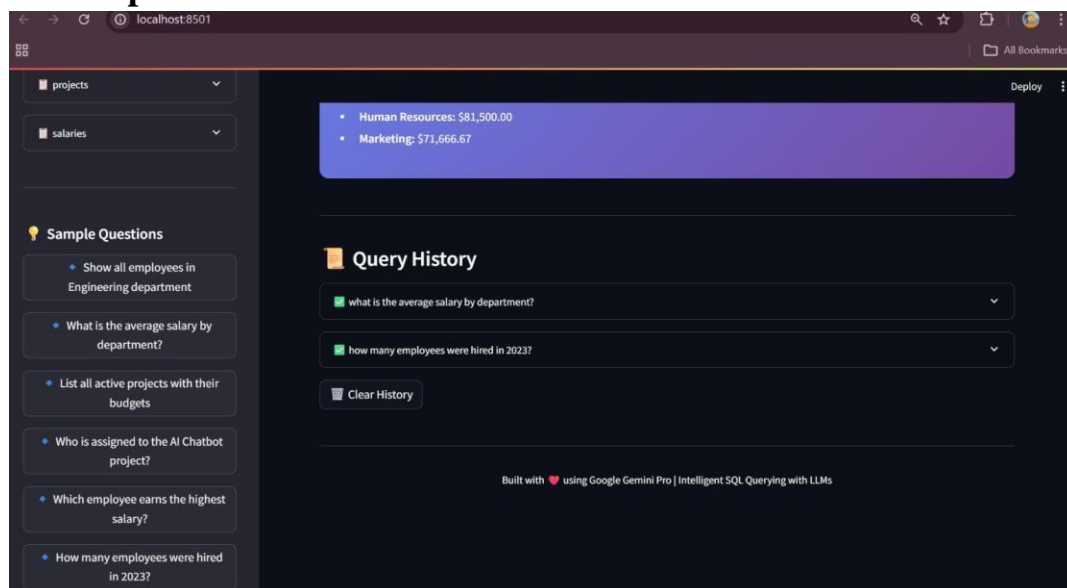 localhost:8501
All Bookmarks
projects
salaries
Sample Questions
Show all employees in
Engineering department
What is the average salary by
department?
List all active projects with their
budgets
Who is assigned to the AI Chatbot
project?
Which employee earns the highest
salary?
How many employees were hired
in 2023?
Deploy
• Human Resources: $81,500.00
• Marketing: $71,666.67
Query History
what is the average salary by department?
how many employees were hired in 2023?
Clear History
Built with ❤️ using Google Gemini Pro | Intelligent SQL Querying with LLMs